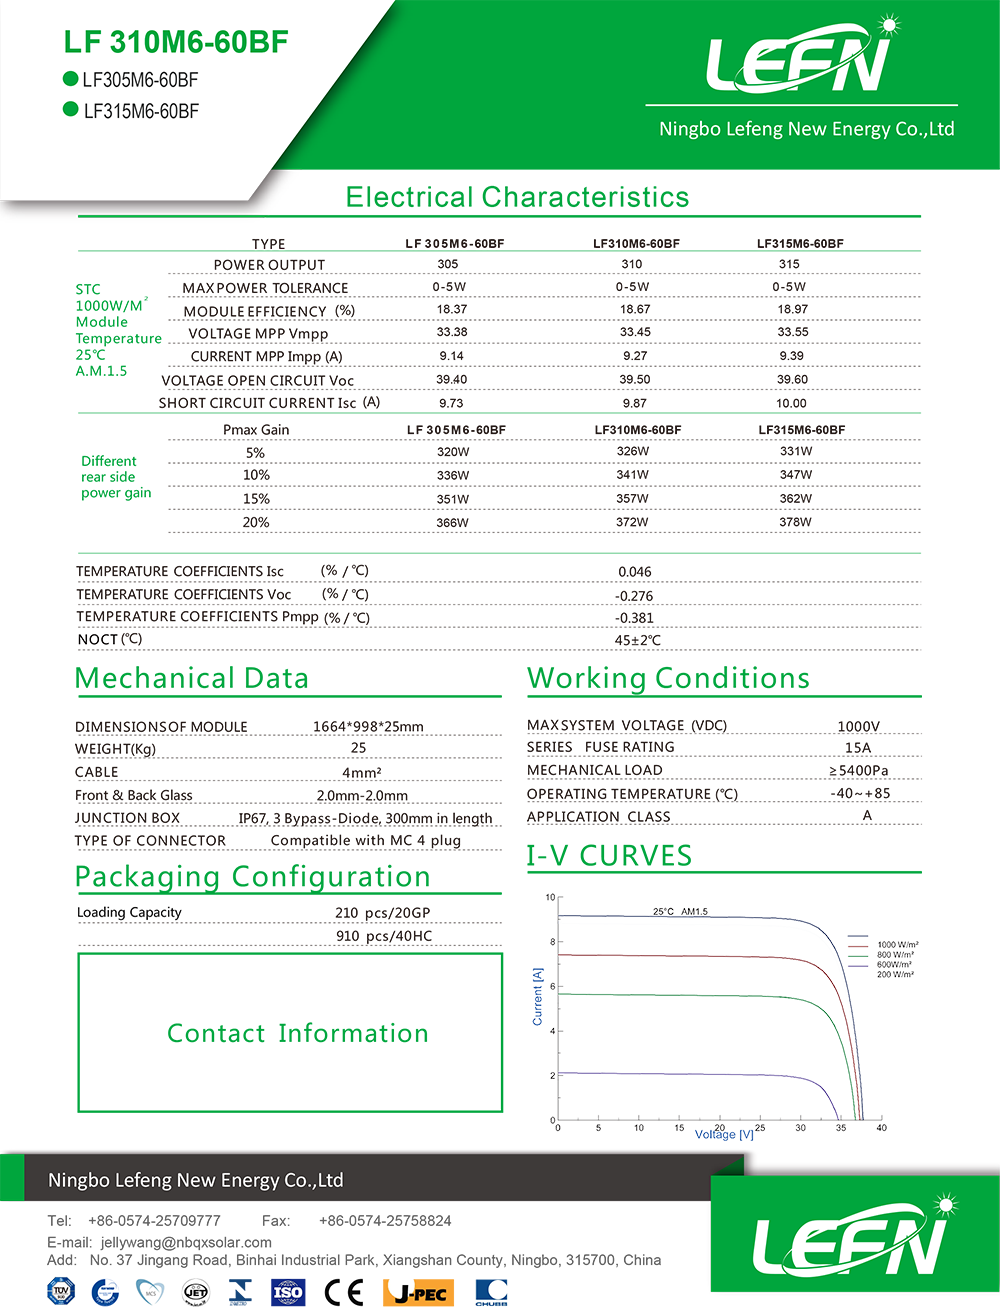 LF 310M6-60BF
LF305M6-60BF
LF315M6-60BF
LEFN
Ningbo Lefeng New Energy Co.,Ltd
Electrical Characteristics
TYPE LF 305M6-60BF LF310M6-60BF LF315M6-60BF
STC
1000W/M²
Module
Temperature
25℃
A.M.1.5
POWER OUTPUT 305 310 315
MAX POWER TOLERANCE 0-5W 0-5W 0-5W
MODULE EFFICIENCY (%) 18.37 18.67 18.97
VOLTAGE MPP Vmpp 33.38 33.45 33.55
CURRENT MPP Impp (A) 9.14 9.27 9.39
VOLTAGE OPEN CIRCUIT Voc 39.40 39.50 39.60
SHORT CIRCUIT CURRENT Isc (A) 9.73 9.87 10.00
Different
rear side
power gain
Pmax Gain LF 305M6-60BF LF310M6-60BF LF315M6-60BF
5% 320W 326W 331W
10% 336W 341W 347W
15% 351W 357W 362W
20% 366W 372W 378W
TEMPERATURE COEFFICIENTS Isc (% / ℃) 0.046
TEMPERATURE COEFFICIENTS Voc (% / ℃) -0.276
TEMPERATURE COEFFICIENTS Pmpp (% / ℃) -0.381
NOCT (℃) 45±2℃
Mechanical Data
DIMENSIONS OF MODULE 1664*998*25mm
WEIGHT(Kg) 25
CABLE 4mm²
Front & Back Glass 2.0mm-2.0mm
JUNCTION BOX IP67, 3 Bypass-Diode, 300mm in length
TYPE OF CONNECTOR Compatible with MC 4 plug
Packaging Configuration
Loading Capacity 210 pcs/20GP
910 pcs/40HC
Contact Information
Working Conditions
MAX SYSTEM VOLTAGE (VDC) 1000V
SERIES FUSE RATING 15A
MECHANICAL LOAD ≥5400Pa
OPERATING TEMPERATURE (℃) -40~+85
APPLICATION CLASS A
I-V CURVES
25°C AM1.5
1000 W/m²
800 W/m²
600W/m²
200 W/m²
Current [A]
10
8
6
4
2
0
0 5 10 15 20 25 30 35 40
Voltage [V]
Ningbo Lefeng New Energy Co.,Ltd
Tel: +86-0574-25709777 Fax: +86-0574-25758824
E-mail: jellywang@nbqxsolar.com
Add: No. 37 Jingang Road, Binhai Industrial Park, Xiangshan County, Ningbo, 315700, China
TUV MCS JET ISO CE J-PEC CHUBB
LEFN